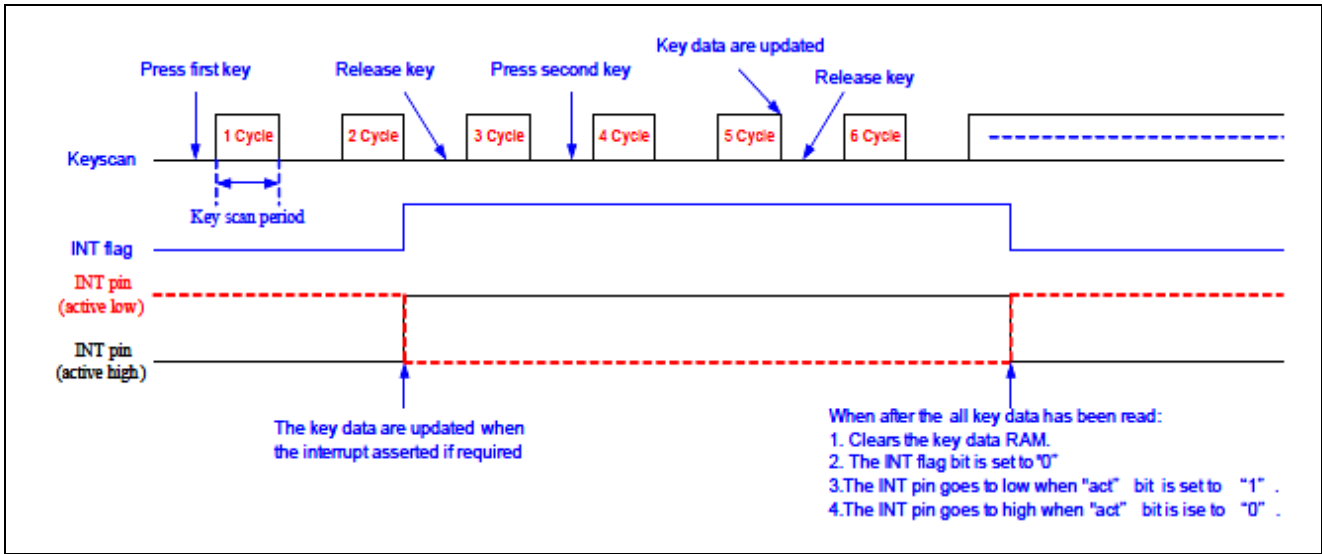 Key data are updated
Press first key
Release key
Press second key
Release key
1 Cycle
2 Cycle
3 Cycle
4 Cycle
5 Cycle
6 Cycle
Keyscan
Key scan period
INT flag
INT pin
(active low)
INT pin
(active high)
The key data are updated when
the interrupt asserted if required
When after the all key data has been read:
1. Clears the key data RAM.
2. The INT flag bit is set to "0"
3.The INT pin goes to low when "act" bit is set to “1” .
4.The INT pin goes to high when "act" bit is ise to “0” .